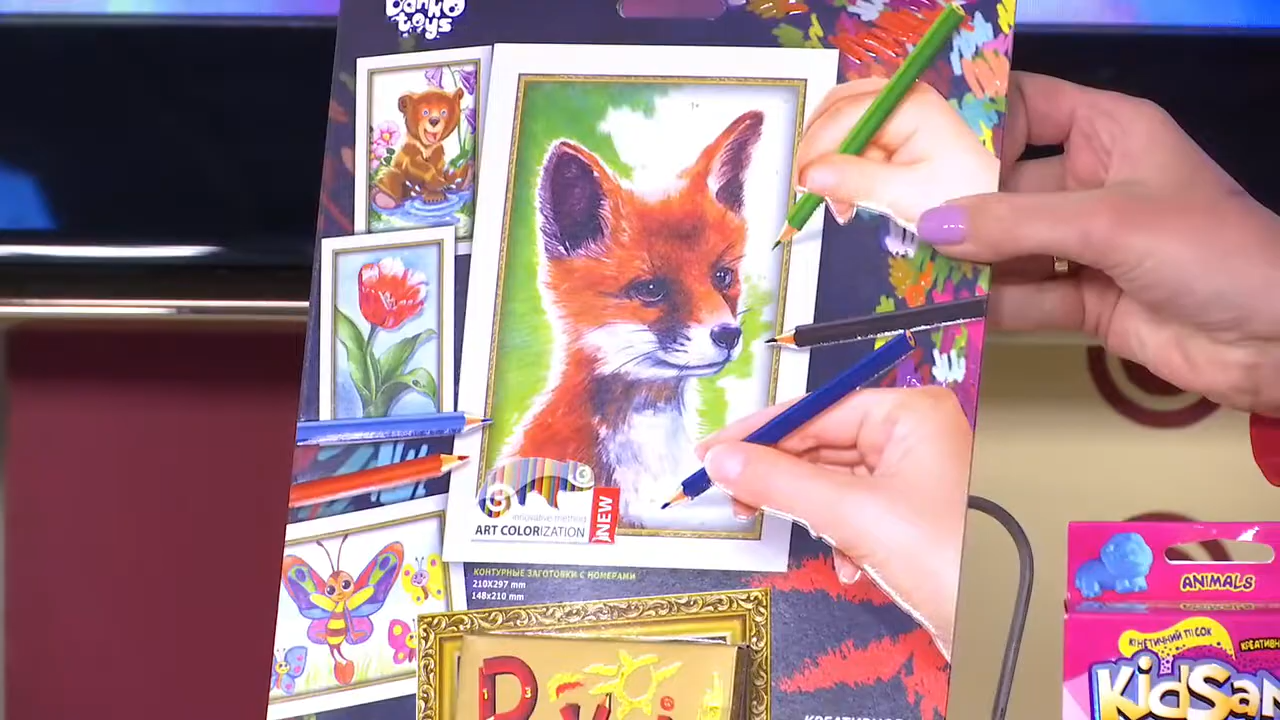 danko
toys
innovative method
ART COLORIZATION
NEW
КОНТУРНЫЕ ЗАГОТОВКИ С НОМЕРАМИ
210X297 mm
148x210 mm
ANIMALS
КІНЕТИЧНИЙ ПІСОК
KidSan